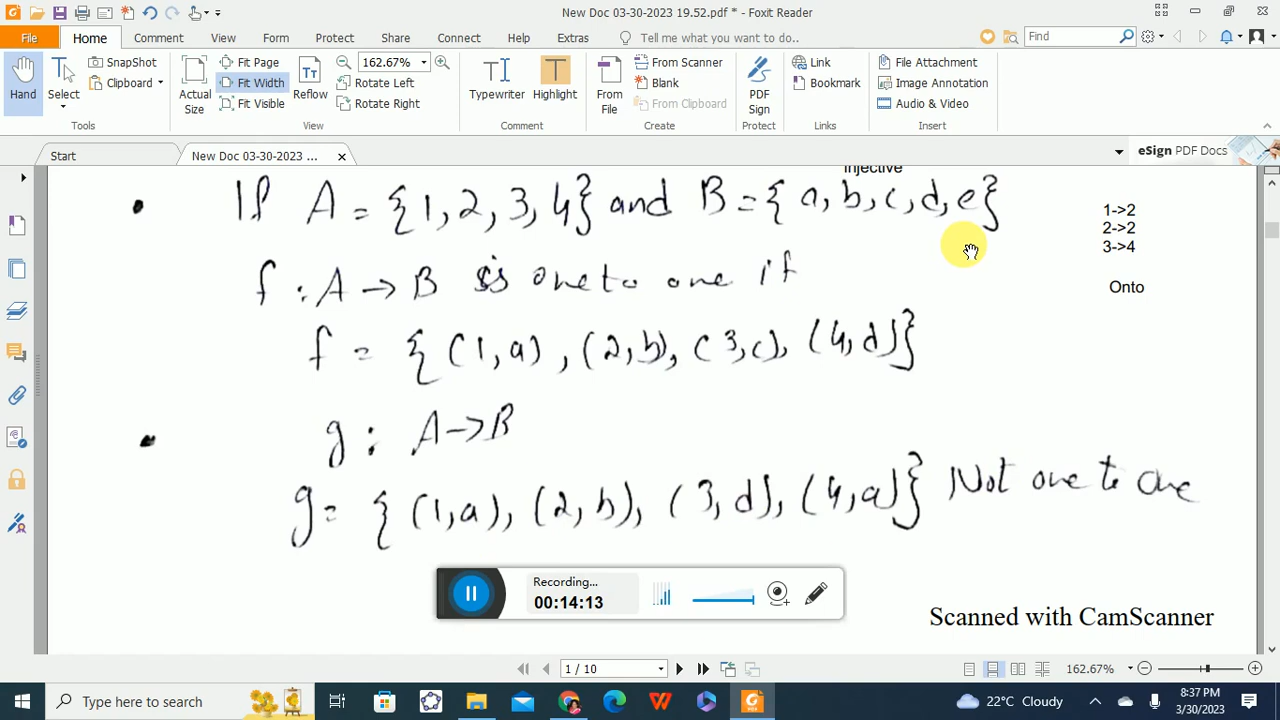 New Doc 03-30-2023 19.52.pdf * - Foxit Reader
File Home Comment View Form Protect Share Connect Help Extras Tell me what you want to do.. Find
Hand
Select
SnapShot
Clipboard
Tools
Actual Size
Fit Page
Fit Width
Fit Visible
Reflow
162.67%
Rotate Left
Rotate Right
View
Typewriter
Highlight
Comment
From File
From Scanner
Blank
From Clipboard
Create
PDF Sign
Protect
Link
Bookmark
Links
File Attachment
Image Annotation
Audio & Video
Insert
Start
New Doc 03-30-2023 ...
eSign PDF Docs
Injective
• If A = {1, 2, 3, 4} and B = {a, b, c, d, e}
f : A → B is one to one if
f = {(1, a), (2, b), (3, c), (4, d)}
g : A → B
g = {(1, a), (2, b), (3, d), (4, a)} Not one to one
1->2
2->2
3->4
Onto
Recording...
00:14:13
Scanned with CamScanner
1 / 10
162.67%
Type here to search
22°C Cloudy
8:37 PM
3/30/2023